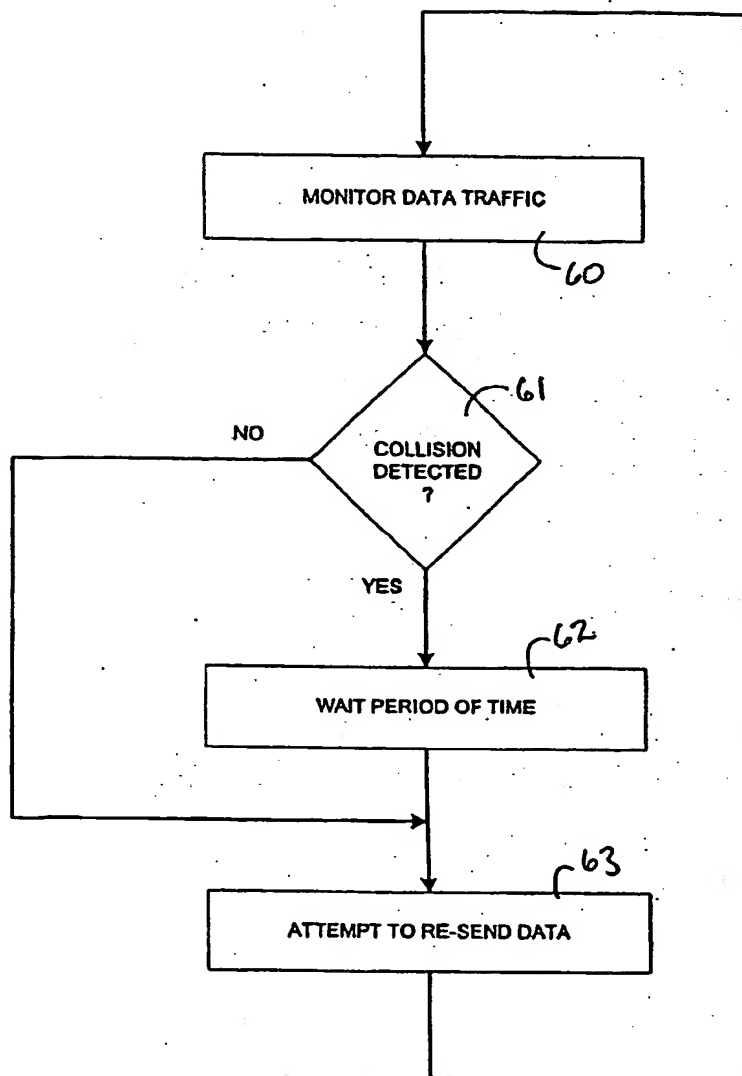 MONITOR DATA TRAFFIC
60
61
NO
COLLISION
DETECTED
?
YES
62
WAIT PERIOD OF TIME
63
ATTEMPT TO RE-SEND DATA